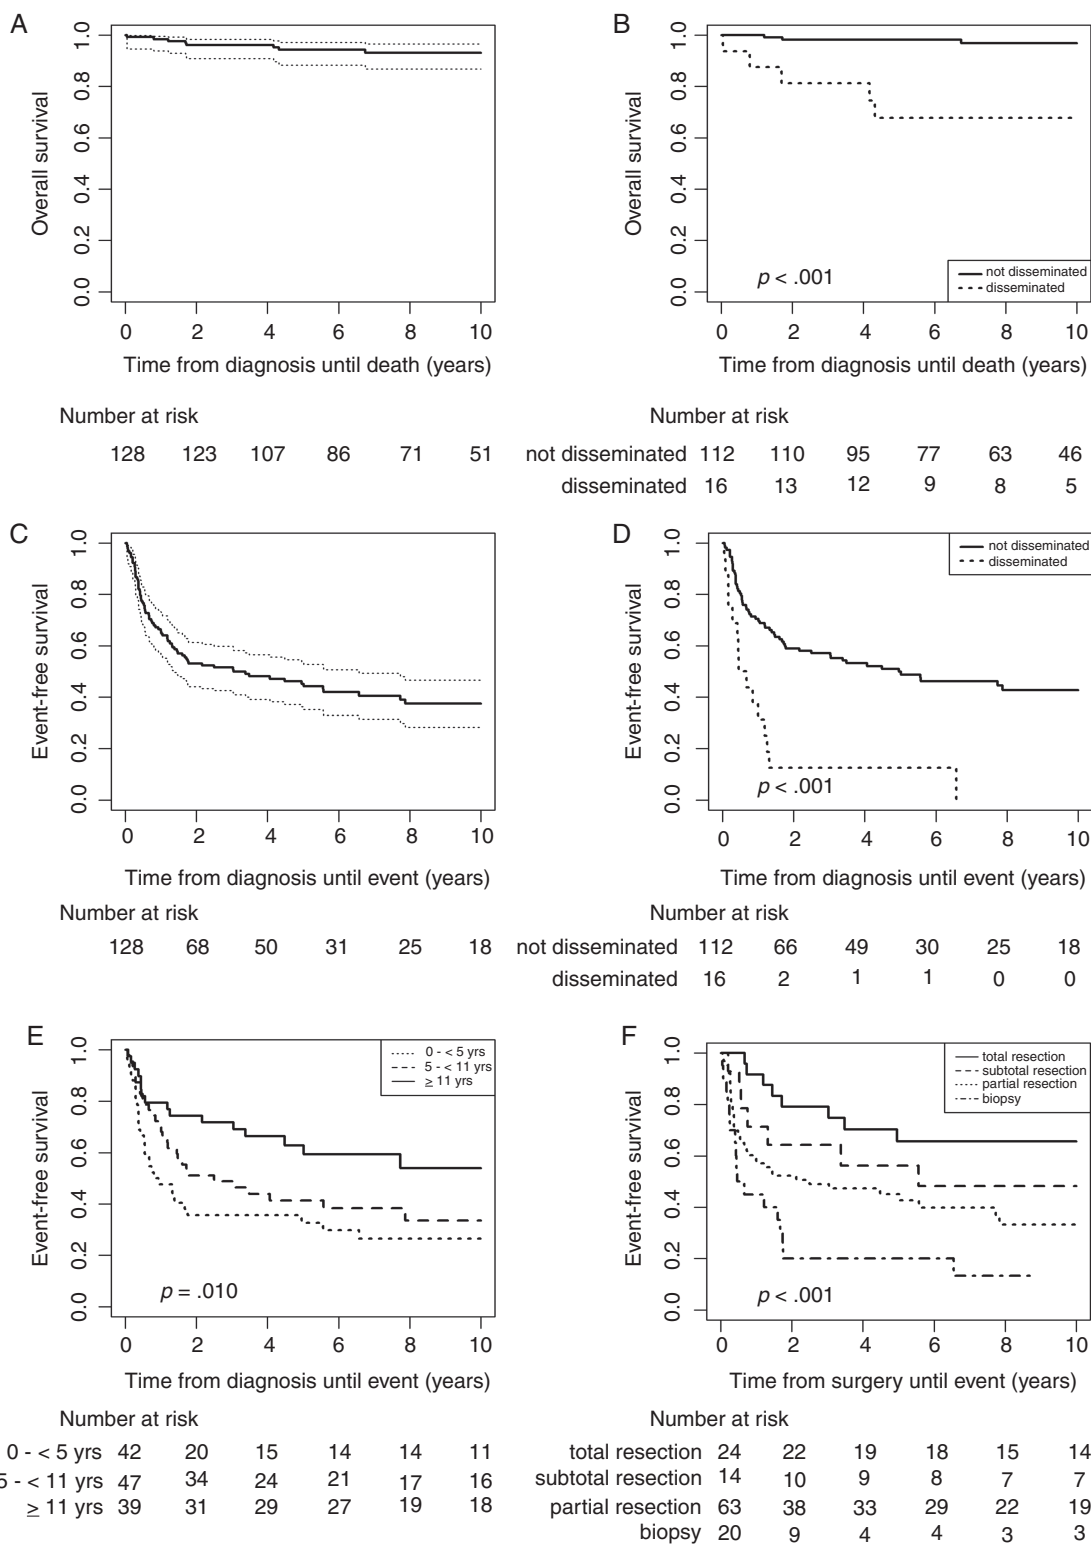 A
Overall survival
0.0 0.2 0.4 0.6 0.8 1.0
0 2 4 6 8 10
Time from diagnosis until death (years)
Number at risk
128 123 107 86 71 51
B
Overall survival
0.0 0.2 0.4 0.6 0.8 1.0
p < .001
not disseminated
disseminated
0 2 4 6 8 10
Time from diagnosis until death (years)
Number at risk
not disseminated 112 110 95 77 63 46
disseminated 16 13 12 9 8 5
C
Event-free survival
0.0 0.2 0.4 0.6 0.8 1.0
0 2 4 6 8 10
Time from diagnosis until event (years)
Number at risk
128 68 50 31 25 18
D
Event-free survival
0.0 0.2 0.4 0.6 0.8 1.0
not disseminated
disseminated
p < .001
0 2 4 6 8 10
Time from diagnosis until event (years)
Number at risk
not disseminated 112 66 49 30 25 18
disseminated 16 2 1 1 0 0
E
Event-free survival
0.0 0.2 0.4 0.6 0.8 1.0
0 - < 5 yrs
5 - < 11 yrs
≥ 11 yrs
p = .010
0 2 4 6 8 10
Time from diagnosis until event (years)
Number at risk
0 - < 5 yrs 42 20 15 14 14 11
5 - < 11 yrs 47 34 24 21 17 16
≥ 11 yrs 39 31 29 27 19 18
F
Event-free survival
0.0 0.2 0.4 0.6 0.8 1.0
total resection
subtotal resection
partial resection
biopsy
p < .001
0 2 4 6 8 10
Time from surgery until event (years)
Number at risk
total resection 24 22 19 18 15 14
subtotal resection 14 10 9 8 7 7
partial resection 63 38 33 29 22 19
biopsy 20 9 4 4 3 3